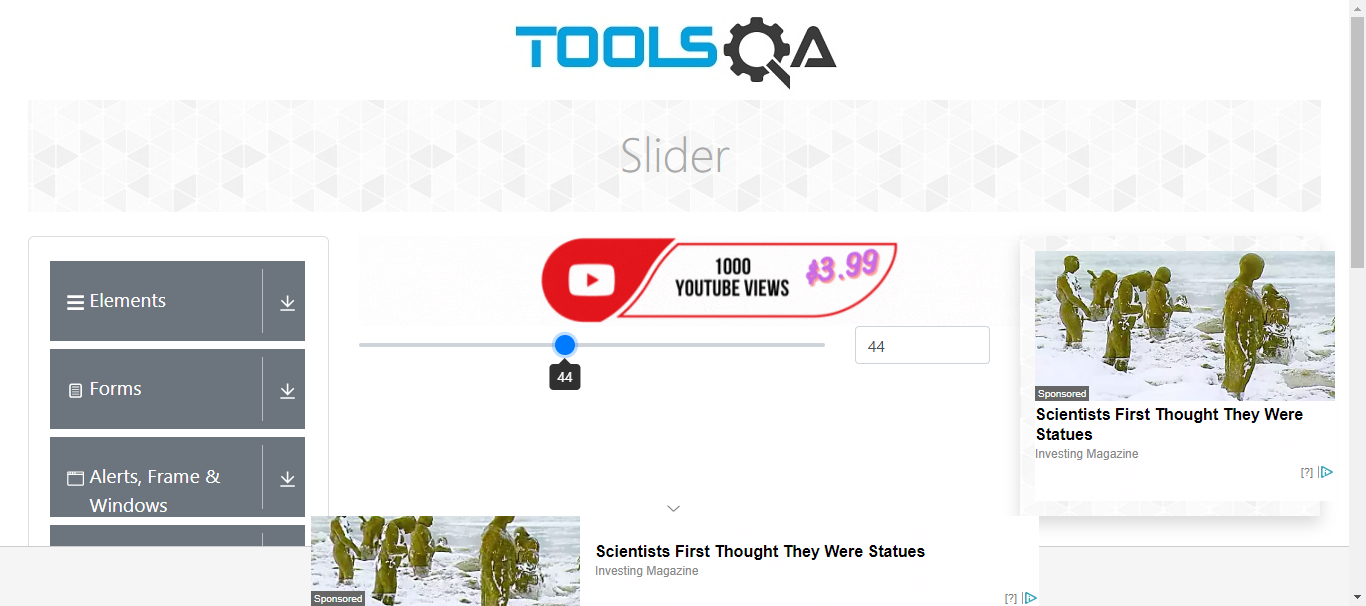 TOOLSQA
Slider
Elements
Forms
Alerts, Frame &
Windows
1000
YOUTUBE VIEWS
$3.99
44
44
Sponsored
Scientists First Thought They Were
Statues
Investing Magazine
[?]
Sponsored
Scientists First Thought They Were Statues
Investing Magazine
[?]